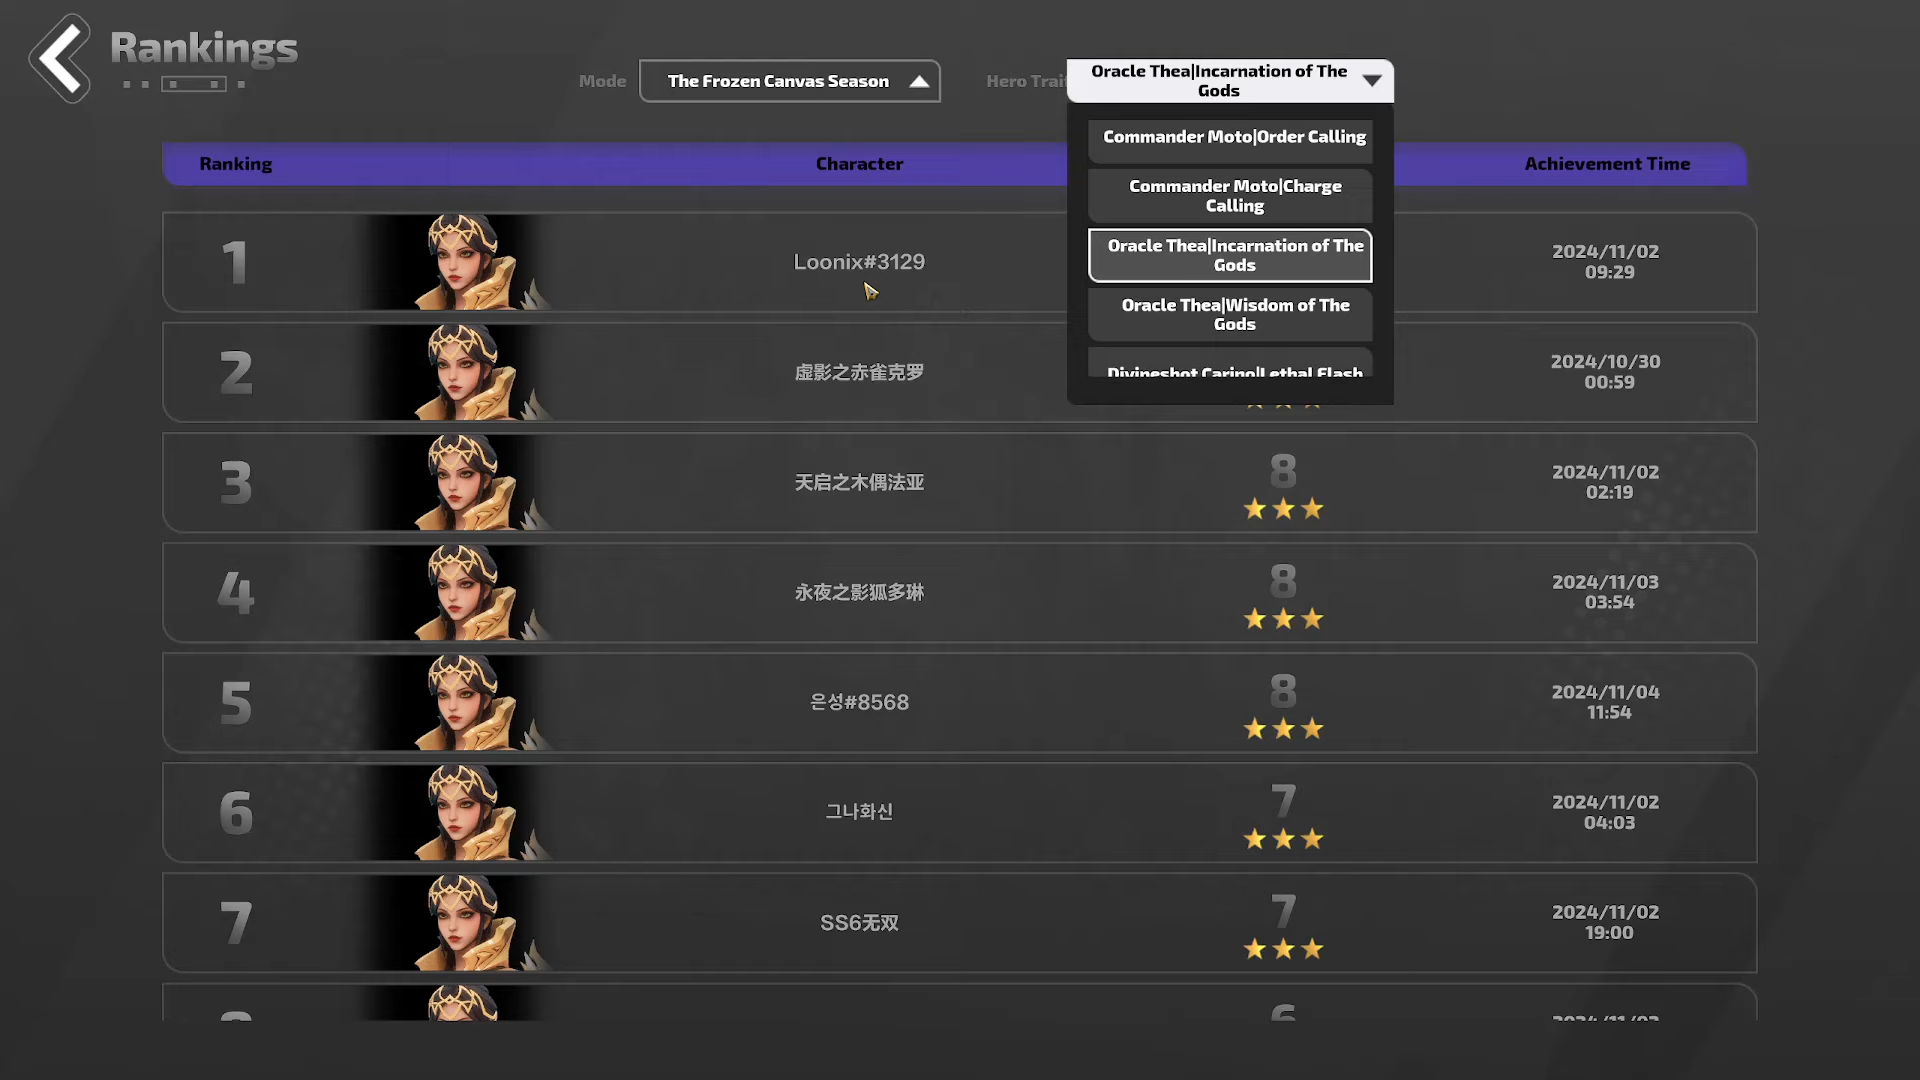 Rankings
Mode
The Frozen Canvas Season
Hero Trait
Oracle Thea|Incarnation of The
Gods
Commander Moto|Order Calling
Commander Moto|Charge
Calling
Oracle Thea|Incarnation of The
Gods
Oracle Thea|Wisdom of The
Gods
Divineshot Carino|Lethal Flash
Ranking
Character
Achievement Time
1
Loonix#3129
2024/11/02
09:29
2
虚影之赤雀克罗
2024/10/30
00:59
3
天启之木偶法亚
8
2024/11/02
02:19
4
永夜之影狐多琳
8
2024/11/03
03:54
5
은성#8568
8
2024/11/04
11:54
6
그나화신
7
2024/11/02
04:03
7
SS6无双
7
2024/11/02
19:00
6